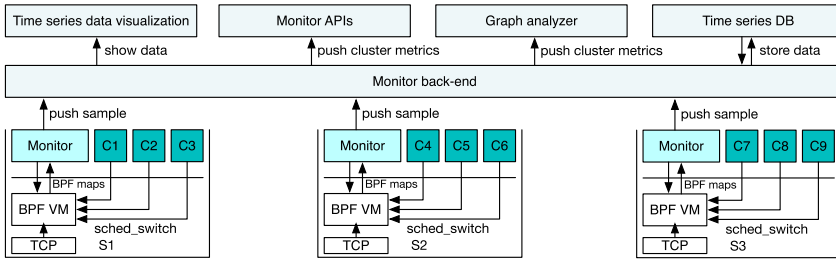 Time series data visualization
Monitor APIs
Graph analyzer
Time series DB
show data
push cluster metrics
push cluster metrics
store data
Monitor back-end
push sample
push sample
push sample
Monitor C1 C2 C3
Monitor C4 C5 C6
Monitor C7 C8 C9
BPF maps
BPF maps
BPF maps
BPF VM
BPF VM
BPF VM
sched_switch
sched_switch
sched_switch
TCP S1
TCP S2
TCP S3